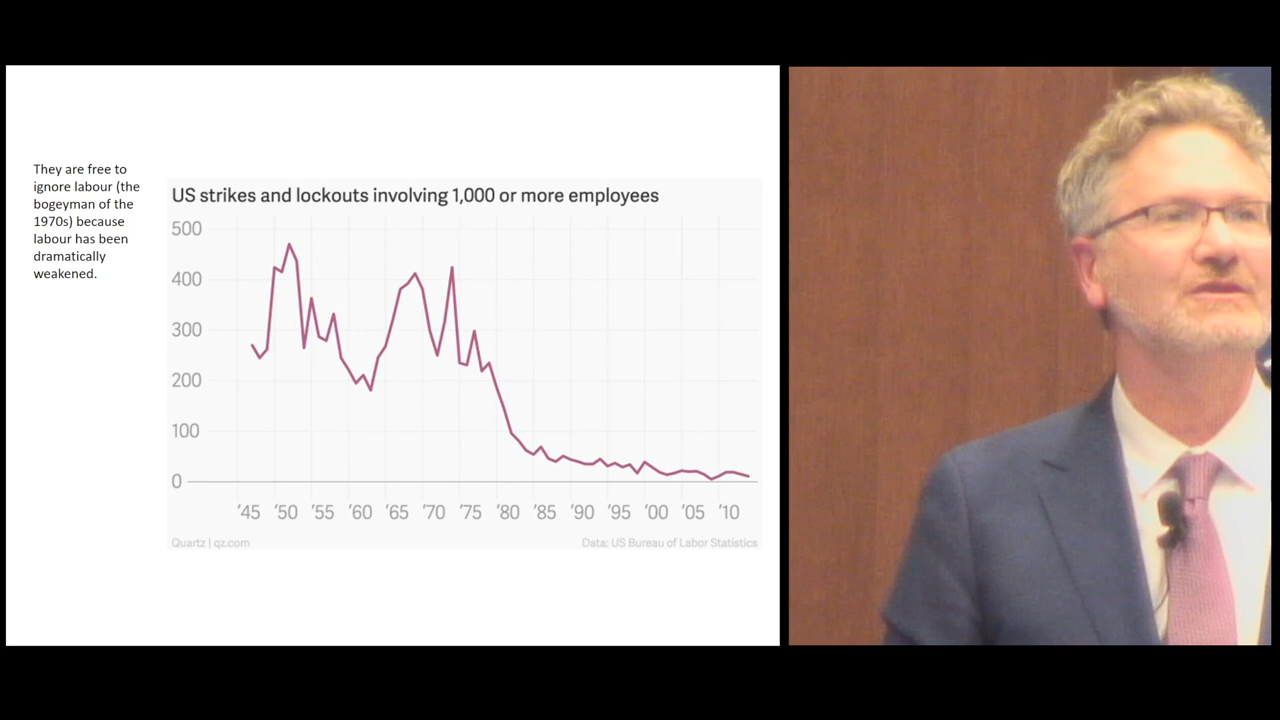 They are free to
ignore labour (the
bogeyman of the
1970s) because
labour has been
dramatically
weakened.
US strikes and lockouts involving 1,000 or more employees
500
400
300
200
100
0
'45 '50 '55 '60 '65 '70 '75 '80 '85 '90 '95 '00 '05 '10
Quartz | qz.com Data: US Bureau of Labor Statistics